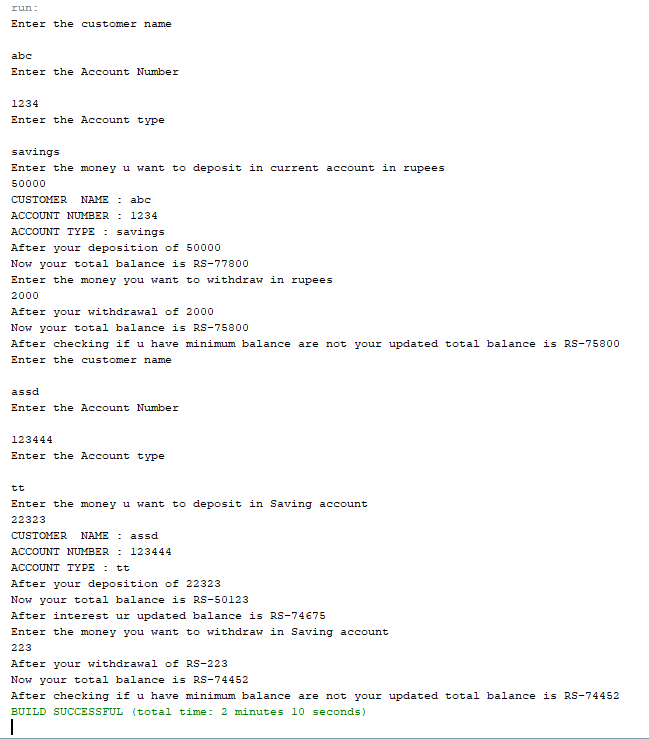 run:
Enter the customer name
abc
Enter the Account Number
1234
Enter the Account type
savings
Enter the money u want to deposit in current account in rupees
50000
CUSTOMER  NAME : abc
ACCOUNT NUMBER : 1234
ACCOUNT TYPE : savings
After your deposition of 50000
Now your total balance is RS-77800
Enter the money you want to withdraw in rupees
2000
After your withdrawal of 2000
Now your total balance is RS-75800
After checking if u have minimum balance are not your updated total balance is RS-75800
Enter the customer name
assd
Enter the Account Number
123444
Enter the Account type
tt
Enter the money u want to deposit in Saving account
22323
CUSTOMER  NAME : assd
ACCOUNT NUMBER : 123444
ACCOUNT TYPE : tt
After your deposition of 22323
Now your total balance is RS-50123
After interest ur updated balance is RS-74675
Enter the money you want to withdraw in Saving account
223
After your withdrawal of RS-223
Now your total balance is RS-74452
After checking if u have minimum balance are not your updated total balance is RS-74452
BUILD SUCCESSFUL (total time: 2 minutes 10 seconds)